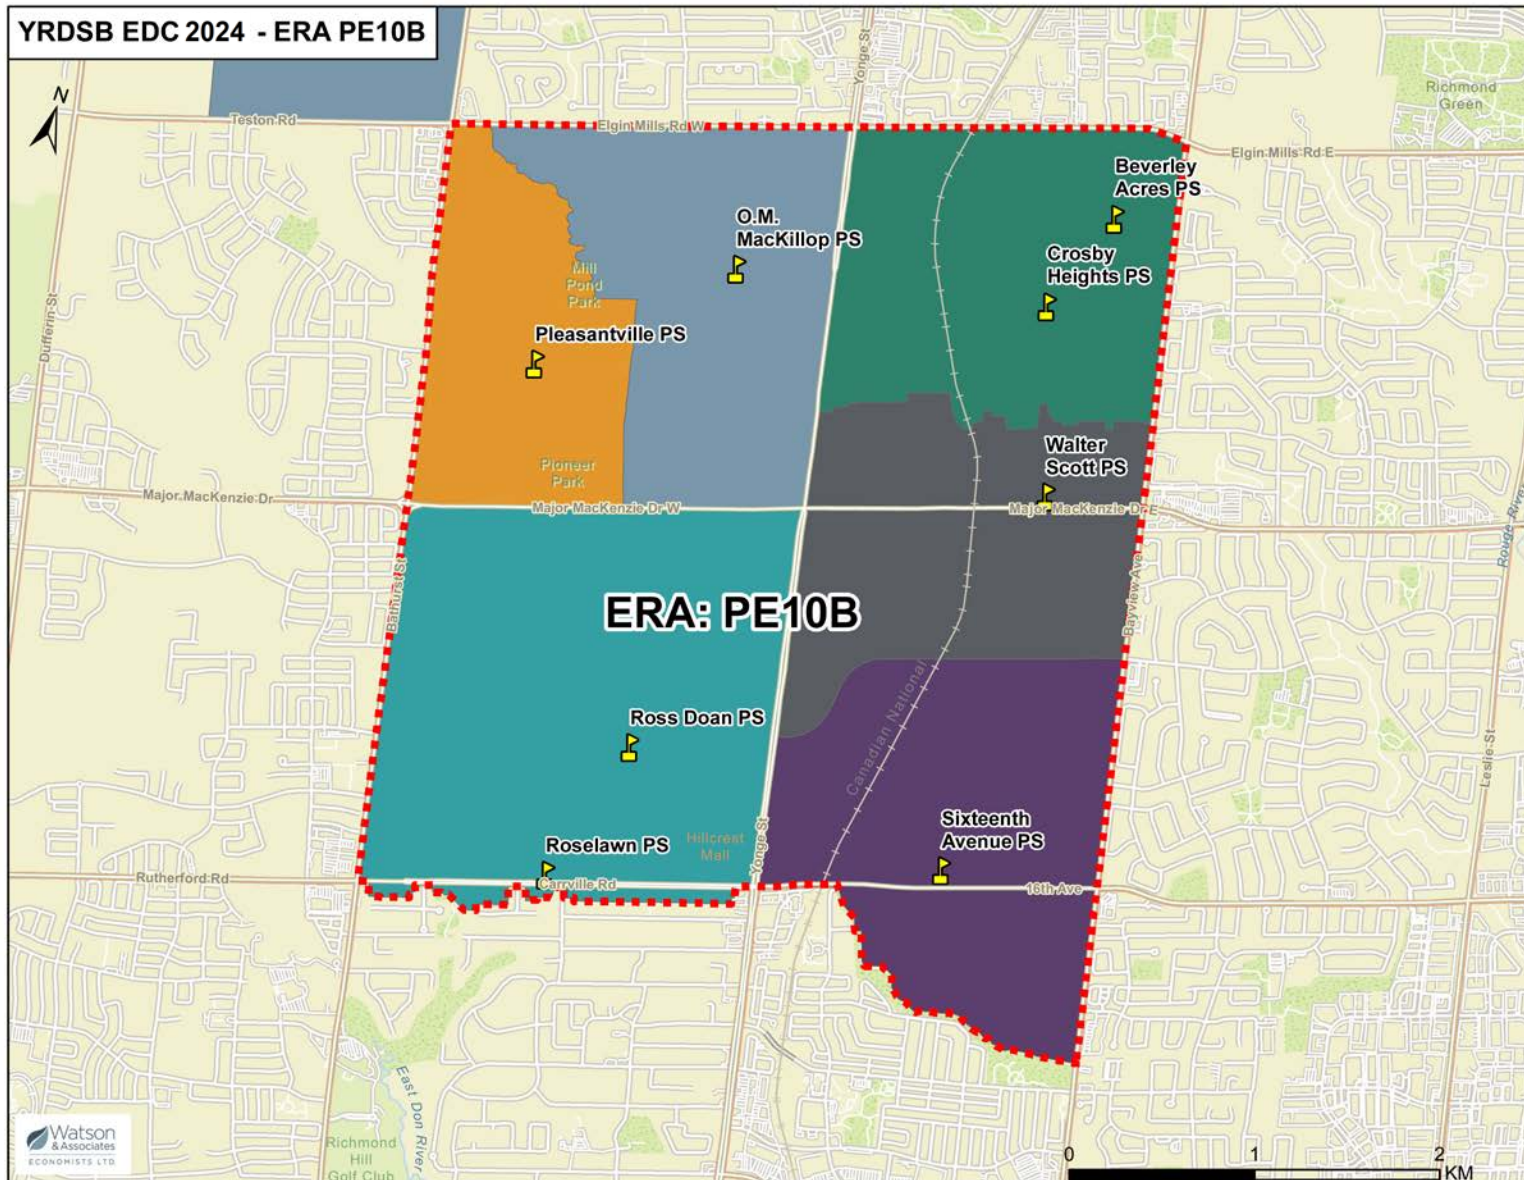 YRDSB EDC 2024 - ERA PE10B
N
Yonge St
Richmond
Green
Teston Rd
Elgin Mills Rd W
Elgin Mills Rd E
Beverley
Acres PS
O.M.
MacKillop PS
Crosby
Heights PS
Mill
Pond
Park
Pleasantville PS
Dufferin St
Walter
Scott PS
Pioneer
Park
Major MacKenzie Dr
Major MacKenzie Dr W
Major MacKenzie Dr E
Rouge River
Bathurst St
ERA: PE10B
Bayview Ave
Canadian National
Ross Doan PS
Leslie St
Sixteenth
Avenue PS
Hillcrest
Mall
Yonge St
Roselawn PS
Rutherford Rd
Carrville Rd
16th Ave
East Don River
Watson
& Associates
ECONOMISTS LTD.
Richmond
Hill
Golf Club
0 1 2
KM